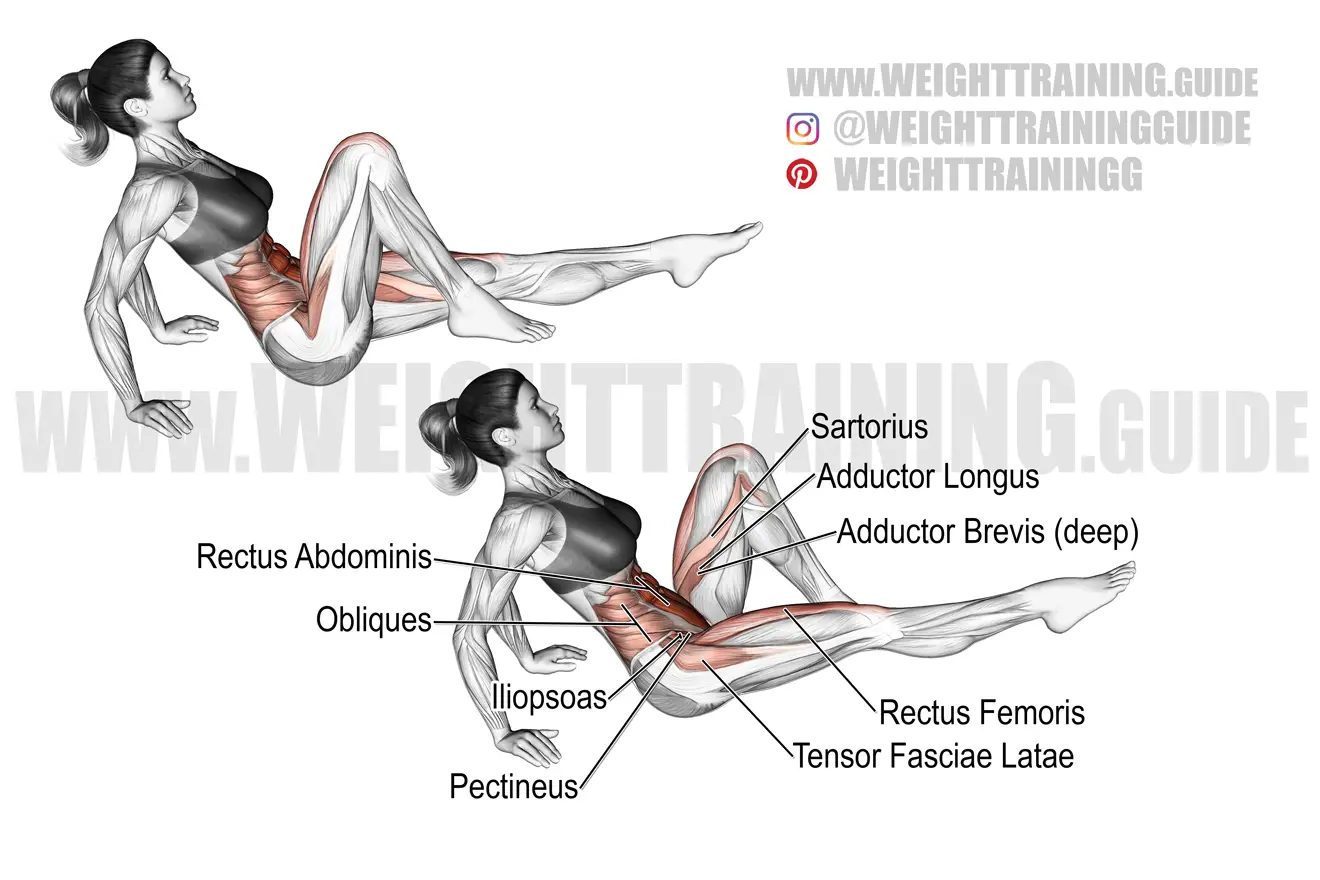 WWW.WEIGHTTRAINING.GUIDE
@WEIGHTTRAININGGUIDE
WEIGHTTRAININGG
WWW.WEIGHTTRAINING.GUIDE
Sartorius
Adductor Longus
Adductor Brevis (deep)
Rectus Abdominis
Obliques
Iliopsoas
Rectus Femoris
Tensor Fasciae Latae
Pectineus